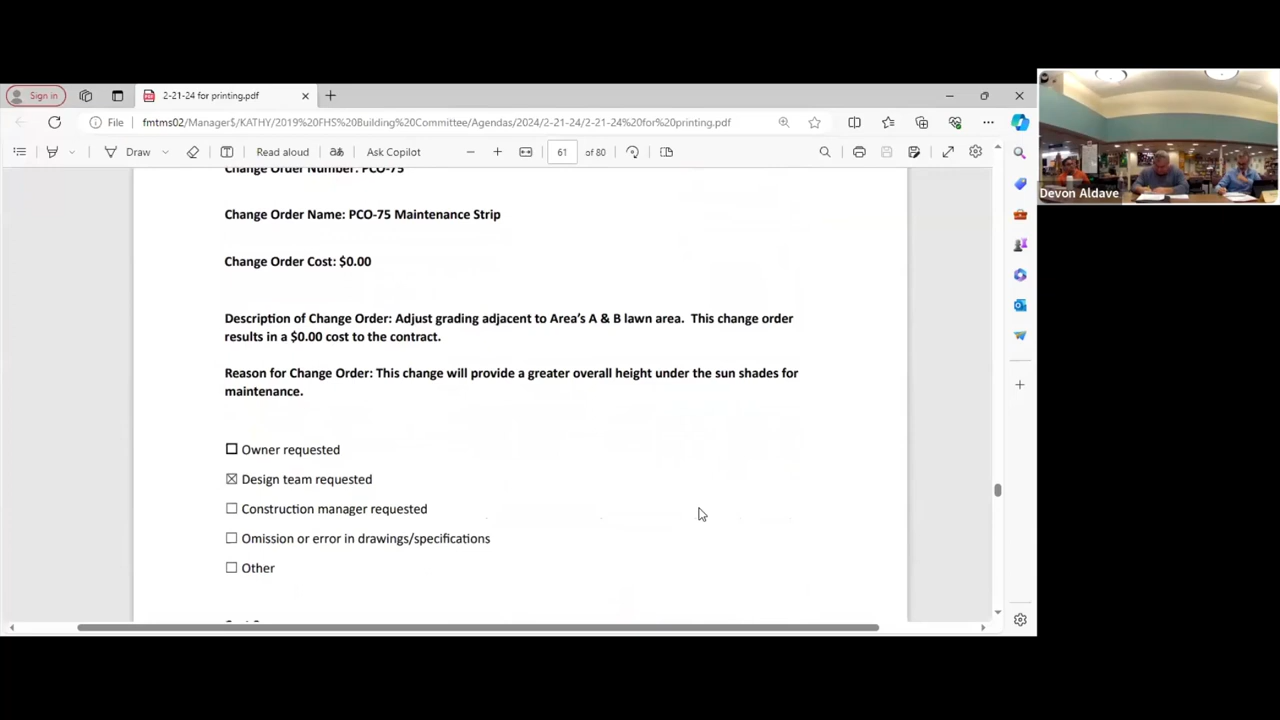 Sign in
2-21-24 for printing.pdf
File
fmtms02/Manager$/KATHY/2019%20FHS%20Building%20Committee/Agendas/2024/2-21-24/2-21-24%20for%20printing.pdf
Draw
Read aloud
Ask Copilot
61 of 80
Change Order Number: PCO-75
Devon Aldave
Change Order Name: PCO-75 Maintenance Strip
Change Order Cost: $0.00
Description of Change Order: Adjust grading adjacent to Area's A & B lawn area. This change order
results in a $0.00 cost to the contract.
Reason for Change Order: This change will provide a greater overall height under the sun shades for
maintenance.
☐ Owner requested
☒ Design team requested
☐ Construction manager requested
☐ Omission or error in drawings/specifications
☐ Other